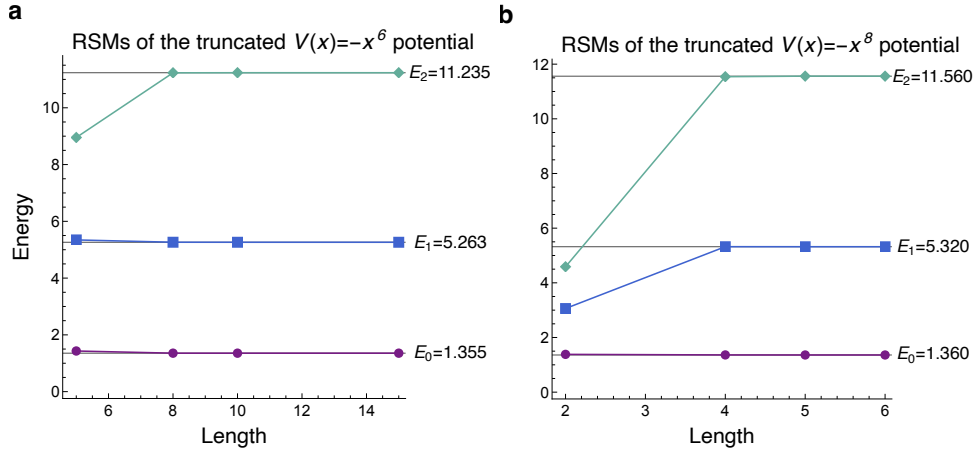 a
RSMs of the truncated V(x)=−x⁶ potential
Energy
10
8
6
4
2
0
E₂=11.235
E₁=5.263
E₀=1.355
6
8
10
12
14
Length
b
RSMs of the truncated V(x)=−x⁸ potential
12
10
8
6
4
2
0
E₂=11.560
E₁=5.320
E₀=1.360
2
3
4
5
6
Length